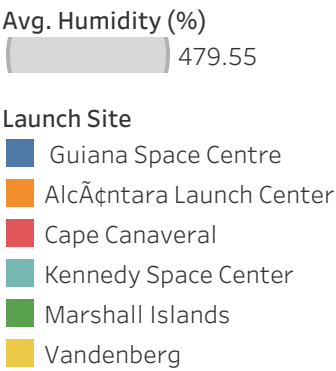 Avg. Humidity (%)
479.55
Launch Site
Guiana Space Centre
AlcÃ¢ntara Launch Center
Cape Canaveral
Kennedy Space Center
Marshall Islands
Vandenberg